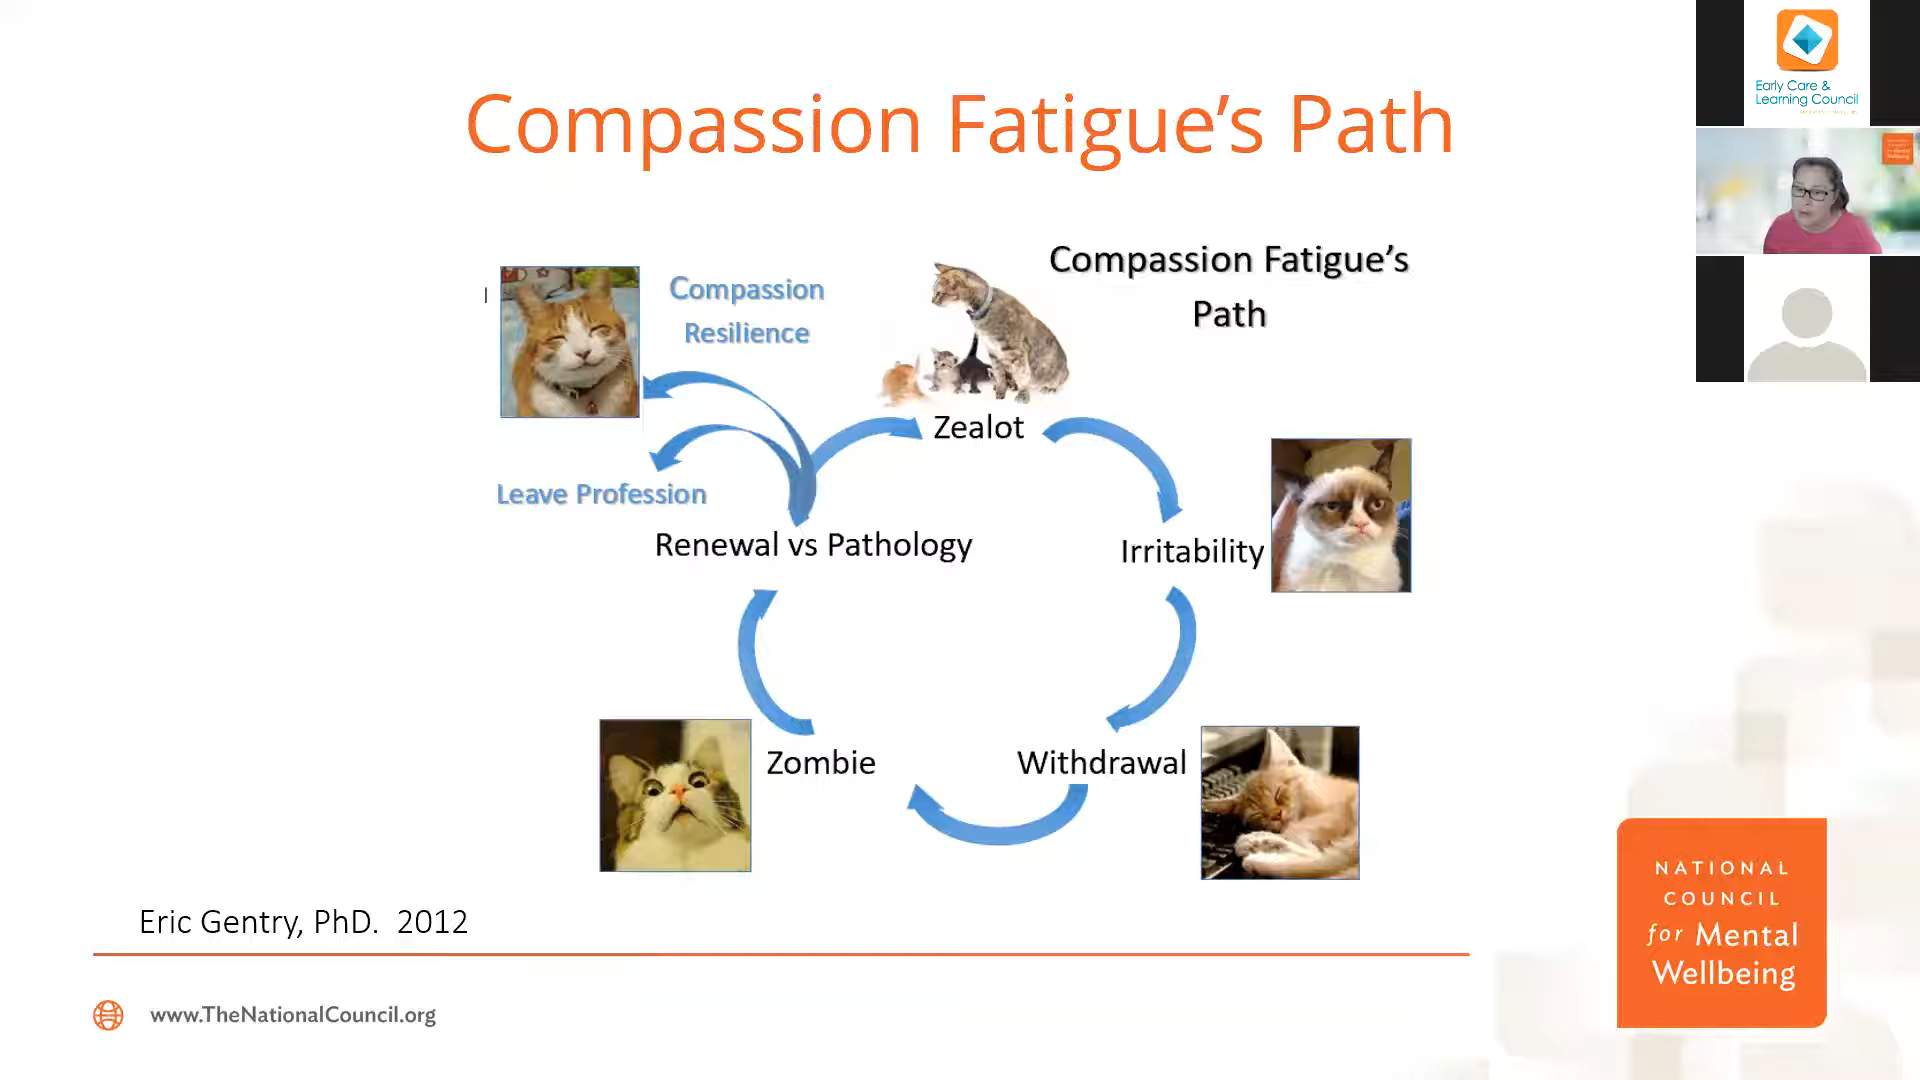 Compassion Fatigue's Path
Early Care &
Learning Council
Compassion Fatigue's
Path
Compassion
Resilience
Zealot
Leave Profession
Renewal vs Pathology
Irritability
Zombie
Withdrawal
Eric Gentry, PhD.  2012
www.TheNationalCouncil.org
NATIONAL
COUNCIL
for Mental
Wellbeing